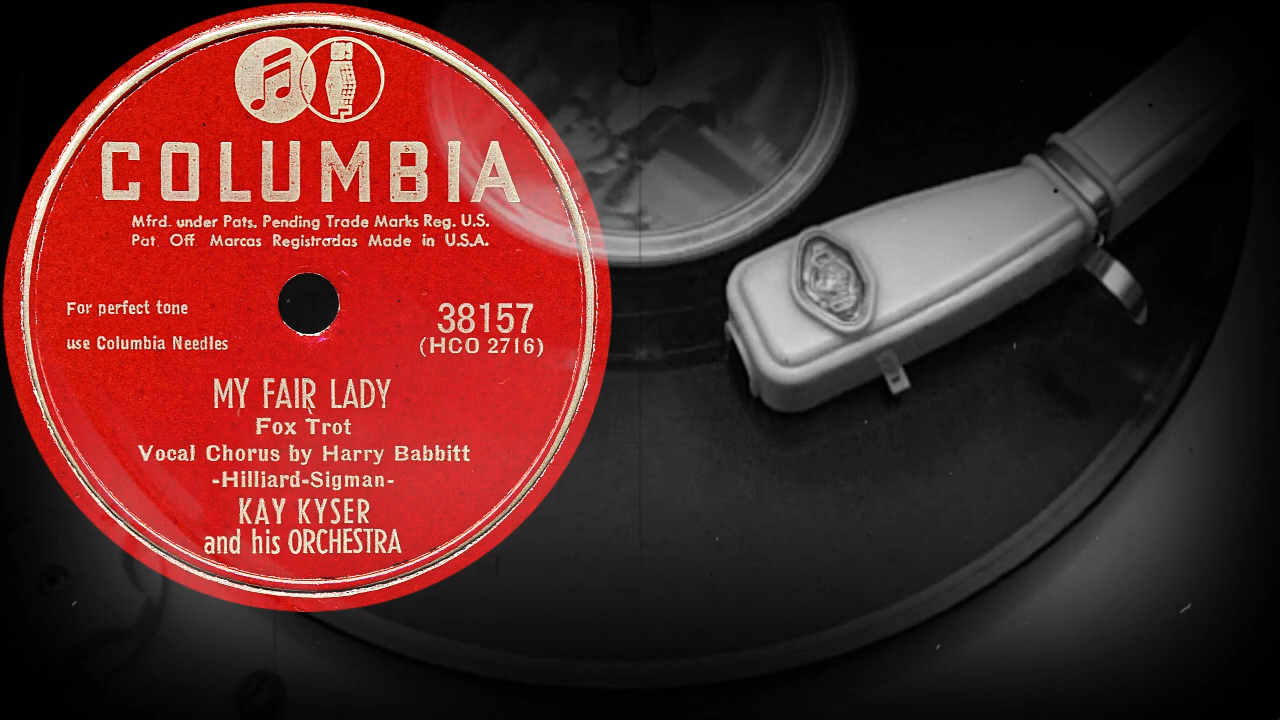 COLUMBIA
Mfrd. under Pats. Pending Trade Marks Reg. U.S.
Pat. Off. Marcas Registradas Made in U.S.A.
For perfect tone
use Columbia Needles
38157
(HCO 2716)
MY FAIR LADY
Fox Trot
Vocal Chorus by Harry Babbitt
-Hilliard-Sigman-
KAY KYSER
and his ORCHESTRA